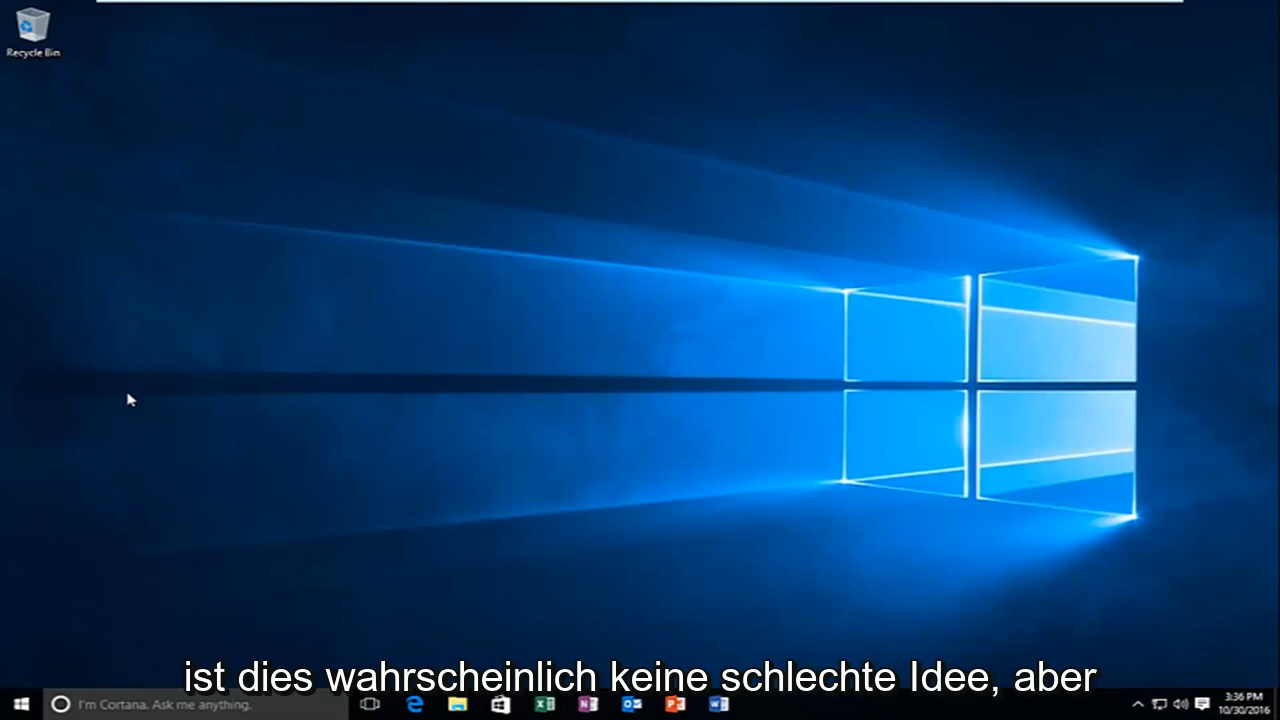 Recycle Bin
ist dies wahrscheinlich keine schlechte Idee, aber
I'm Cortana. Ask me anything.
3:36 PM
10/30/2016